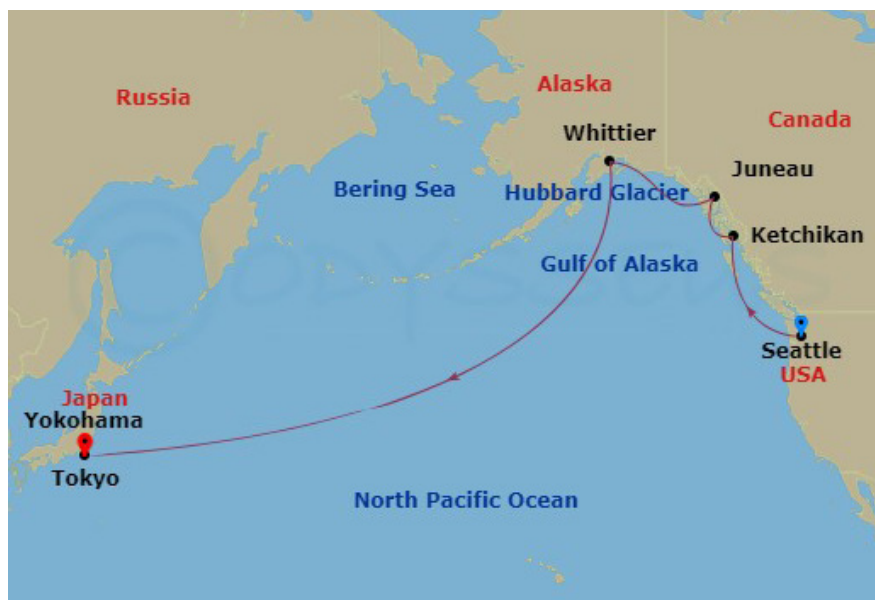 Alaska
Russia
Canada
Whittier
Juneau
Bering Sea
Hubbard Glacier
Ketchikan
Gulf of Alaska
©ODYSSEUS
Seattle
USA
Japan
Yokohama
Tokyo
North Pacific Ocean